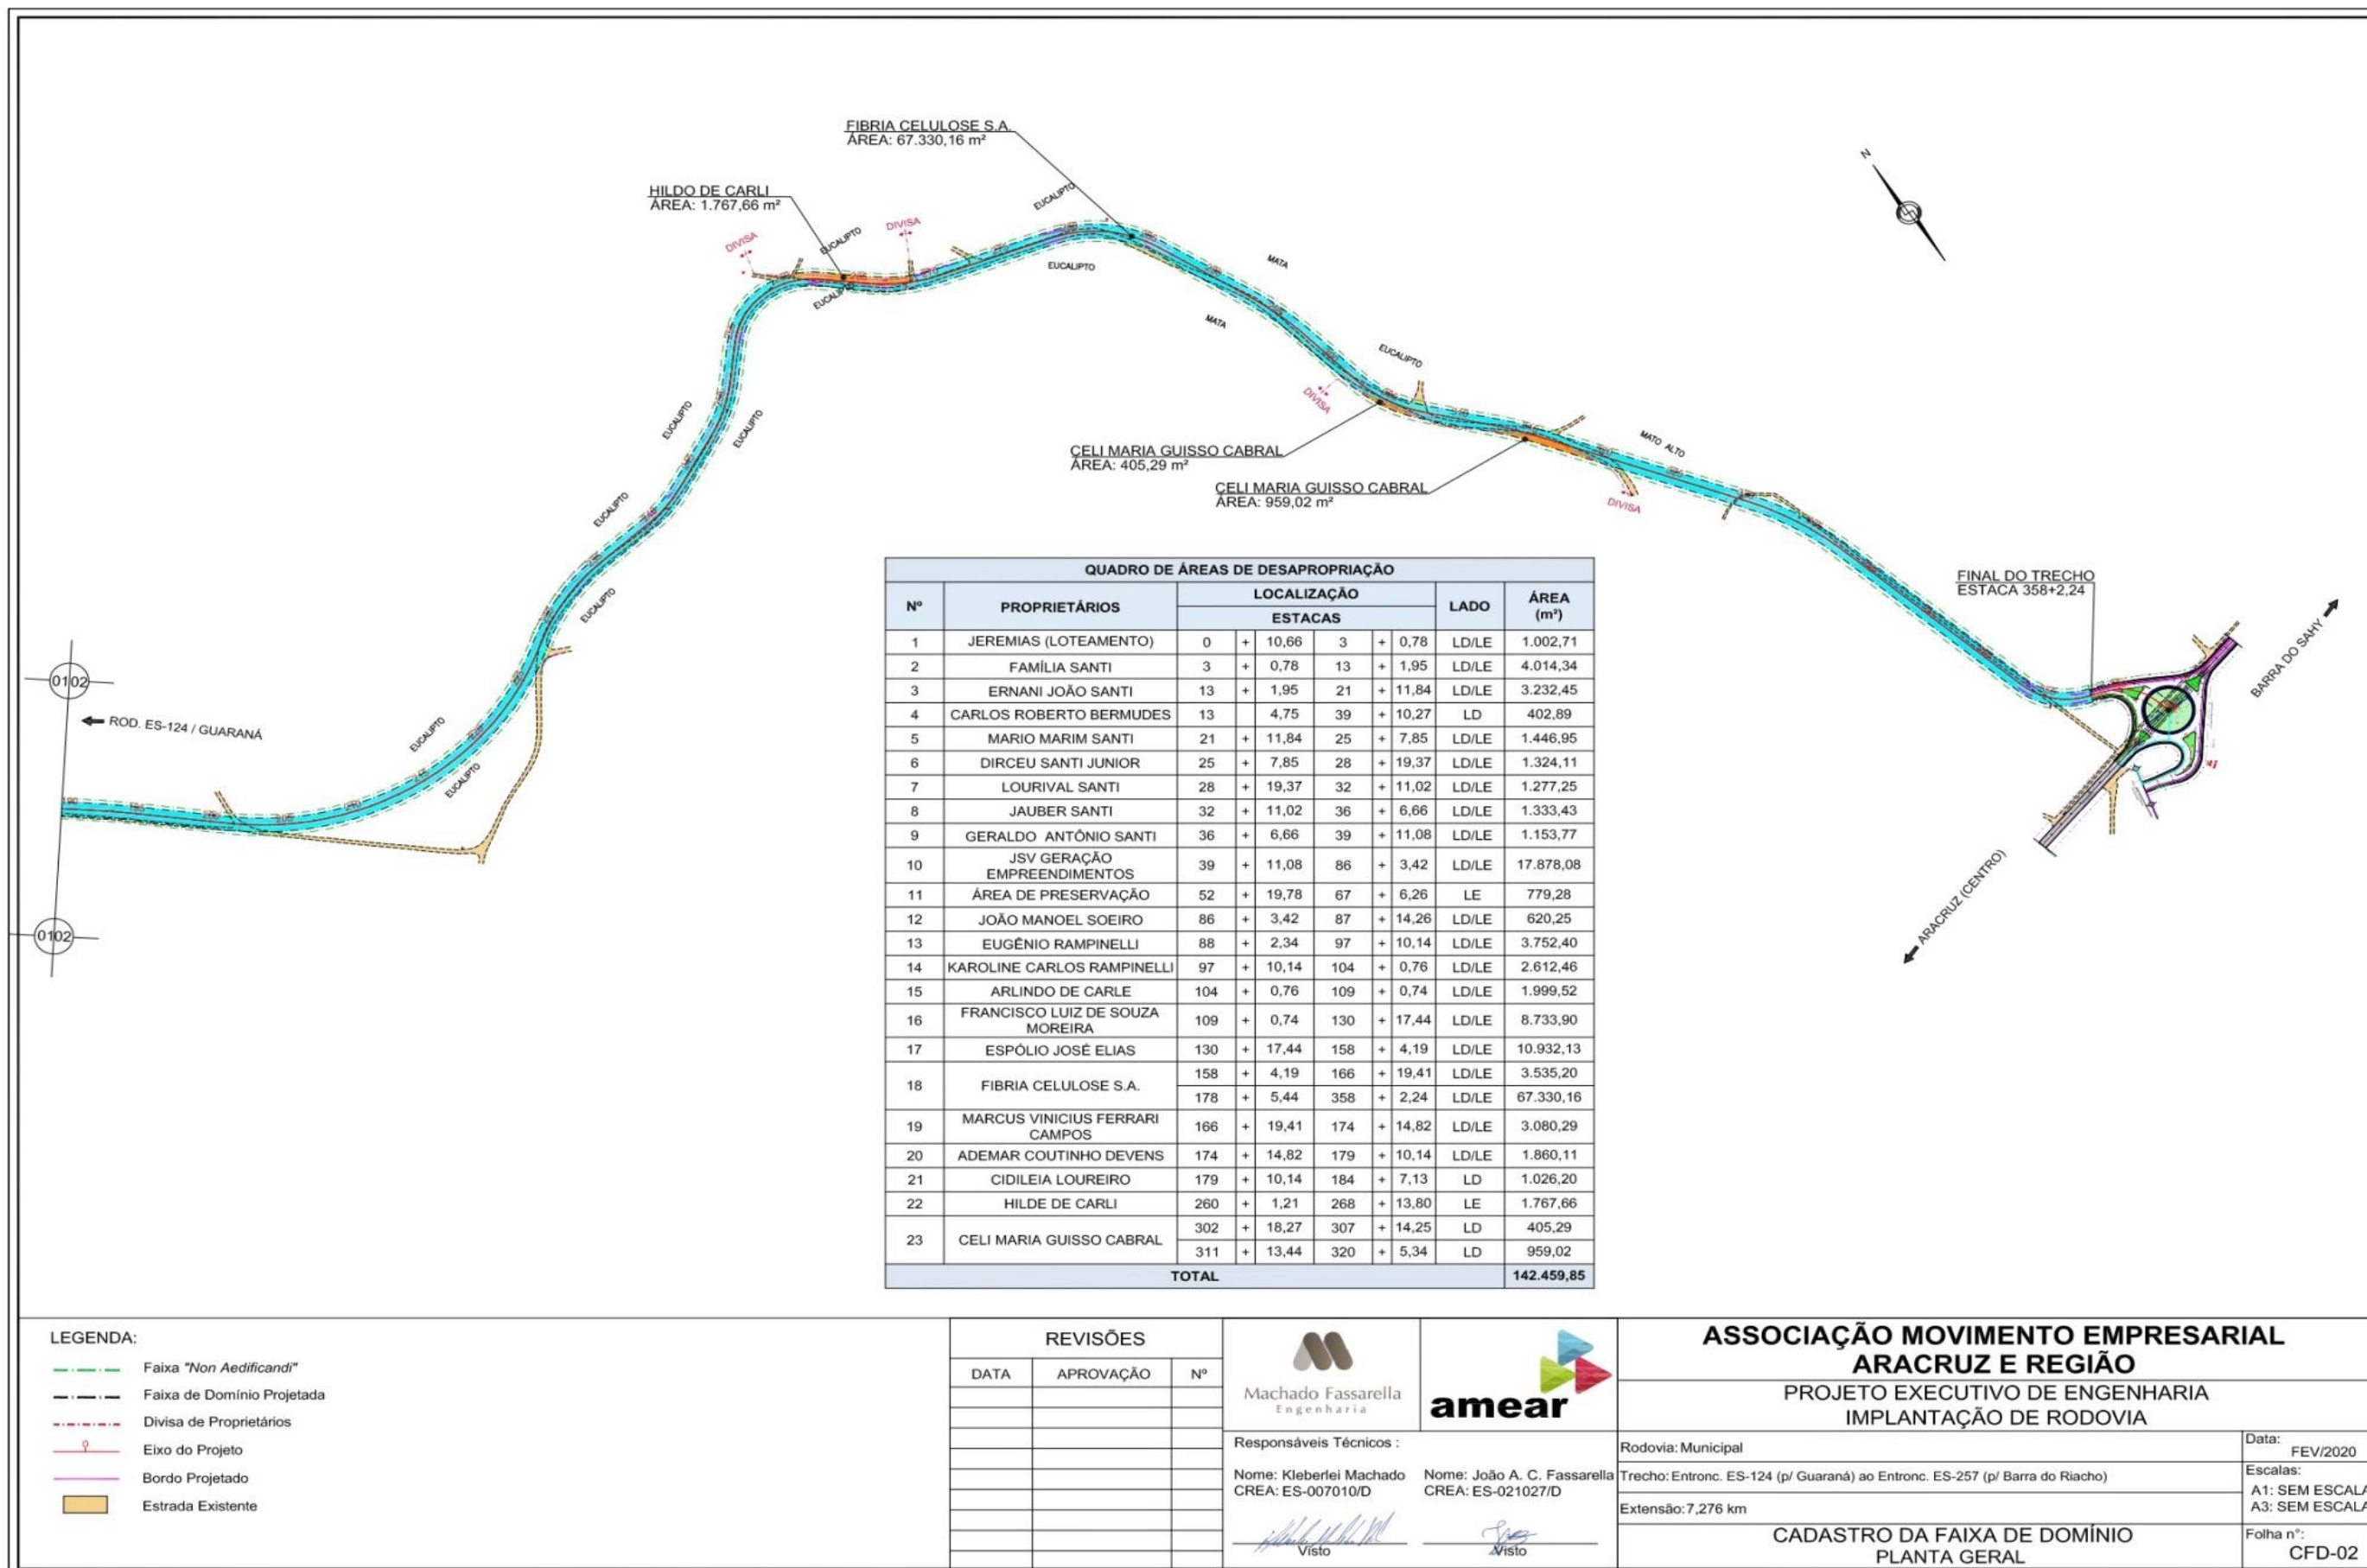 FIBRIA CELULOSE S.A.
ÁREA: 67.330,16 m²
HILDO DE CARLI
ÁREA: 1.767,66 m²
N
EUCALIPTO
DIVISA
EUCALIPTO
DIVISA
EUCALIPTO
EUCALIPTO
MATA
MATA
EUCALIPTO
DIVISA
EUCALIPTO
EUCALIPTO
CELI MARIA GUISSO CABRAL
ÁREA: 405,29 m²
CELI MARIA GUISSO CABRAL
ÁREA: 959,02 m²
MATO ALTO
DIVISA
EUCALIPTO
EUCALIPTO
FINAL DO TRECHO
ESTACA 358+2,24
BARRA DO SAHY
ARACRUZ (CENTRO)
0102
ROD. ES-124 / GUARANÁ
EUCALIPTO
EUCALIPTO
0102
QUADRO DE ÁREAS DE DESAPROPRIAÇÃO
Nº PROPRIETÁRIOS LOCALIZAÇÃO LADO ÁREA (m²)
ESTACAS
1 JEREMIAS (LOTEAMENTO) 0 + 10,66 3 + 0,78 LD/LE 1.002,71
2 FAMÍLIA SANTI 3 + 0,78 13 + 1,95 LD/LE 4.014,34
3 ERNANI JOÃO SANTI 13 + 1,95 21 + 11,84 LD/LE 3.232,45
4 CARLOS ROBERTO BERMUDES 13 4,75 39 + 10,27 LD 402,89
5 MARIO MARIM SANTI 21 + 11,84 25 + 7,85 LD/LE 1.446,95
6 DIRCEU SANTI JUNIOR 25 + 7,85 28 + 19,37 LD/LE 1.324,11
7 LOURIVAL SANTI 28 + 19,37 32 + 11,02 LD/LE 1.277,25
8 JAUBER SANTI 32 + 11,02 36 + 6,66 LD/LE 1.333,43
9 GERALDO ANTÔNIO SANTI 36 + 6,66 39 + 11,08 LD/LE 1.153,77
10 JSV GERAÇÃO EMPREENDIMENTOS 39 + 11,08 86 + 3,42 LD/LE 17.878,08
11 ÁREA DE PRESERVAÇÃO 52 + 19,78 67 + 6,26 LE 779,28
12 JOÃO MANOEL SOEIRO 86 + 3,42 87 + 14,26 LD/LE 620,25
13 EUGÊNIO RAMPINELLI 88 + 2,34 97 + 10,14 LD/LE 3.752,40
14 KAROLINE CARLOS RAMPINELLI 97 + 10,14 104 + 0,76 LD/LE 2.612,46
15 ARLINDO DE CARLE 104 + 0,76 109 + 0,74 LD/LE 1.999,52
16 FRANCISCO LUIZ DE SOUZA MOREIRA 109 + 0,74 130 + 17,44 LD/LE 8.733,90
17 ESPÓLIO JOSÉ ELIAS 130 + 17,44 158 + 4,19 LD/LE 10.932,13
18 FIBRIA CELULOSE S.A. 158 + 4,19 166 + 19,41 LD/LE 3.535,20
178 + 5,44 358 + 2,24 LD/LE 67.330,16
19 MARCUS VINICIUS FERRARI CAMPOS 166 + 19,41 174 + 14,82 LD/LE 3.080,29
20 ADEMAR COUTINHO DEVENS 174 + 14,82 179 + 10,14 LD/LE 1.860,11
21 CIDILEIA LOUREIRO 179 + 10,14 184 + 7,13 LD 1.026,20
22 HILDE DE CARLI 260 + 1,21 268 + 13,80 LE 1.767,66
23 CELI MARIA GUISSO CABRAL 302 + 18,27 307 + 14,25 LD 405,29
311 + 13,44 320 + 5,34 LD 959,02
TOTAL 142.459,85
LEGENDA:
Faixa "Non Aedificandi"
Faixa de Domínio Projetada
Divisa de Proprietários
Eixo do Projeto
Bordo Projetado
Estrada Existente
REVISÕES
DATA APROVAÇÃO Nº
Machado Fassarella
Engenharia
amear
Responsáveis Técnicos :
Nome: Kleberlei Machado
CREA: ES-007010/D
Visto
Nome: João A. C. Fassarella
CREA: ES-021027/D
Visto
ASSOCIAÇÃO MOVIMENTO EMPRESARIAL
ARACRUZ E REGIÃO
PROJETO EXECUTIVO DE ENGENHARIA
IMPLANTAÇÃO DE RODOVIA
Rodovia: Municipal
Data:
FEV/2020
Trecho: Entronc. ES-124 (p/ Guaraná) ao Entronc. ES-257 (p/ Barra do Riacho)
Escalas:
A1: SEM ESCALA
A3: SEM ESCALA
Extensão: 7,276 km
CADASTRO DA FAIXA DE DOMÍNIO
PLANTA GERAL
Folha n°:
CFD-02